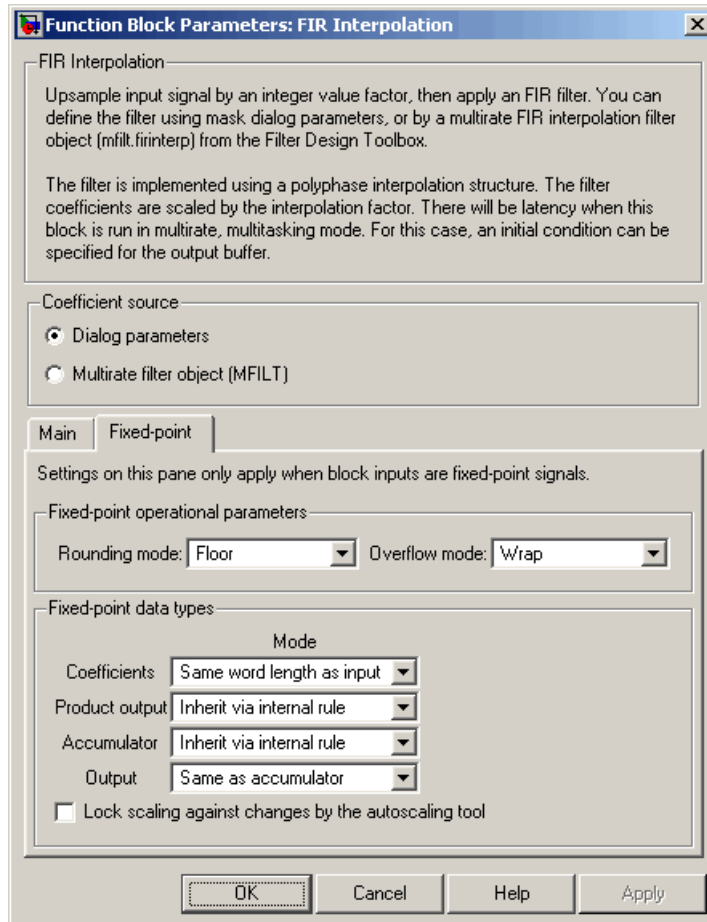 Function Block Parameters: FIR Interpolation
FIR Interpolation
Upsample input signal by an integer value factor, then apply an FIR filter. You can
define the filter using mask dialog parameters, or by a multirate FIR interpolation filter
object (mfilt.firinterp) from the Filter Design Toolbox.
The filter is implemented using a polyphase interpolation structure. The filter
coefficients are scaled by the interpolation factor. There will be latency when this
block is run in multirate, multitasking mode. For this case, an initial condition can be
specified for the output buffer.
Coefficient source
Dialog parameters
Multirate filter object (MFILT)
Main Fixed-point
Settings on this pane only apply when block inputs are fixed-point signals.
Fixed-point operational parameters
Rounding mode: Floor Overflow mode: Wrap
Fixed-point data types
Mode
Coefficients Same word length as input
Product output Inherit via internal rule
Accumulator Inherit via internal rule
Output Same as accumulator
Lock scaling against changes by the autoscaling tool
OK Cancel Help Apply